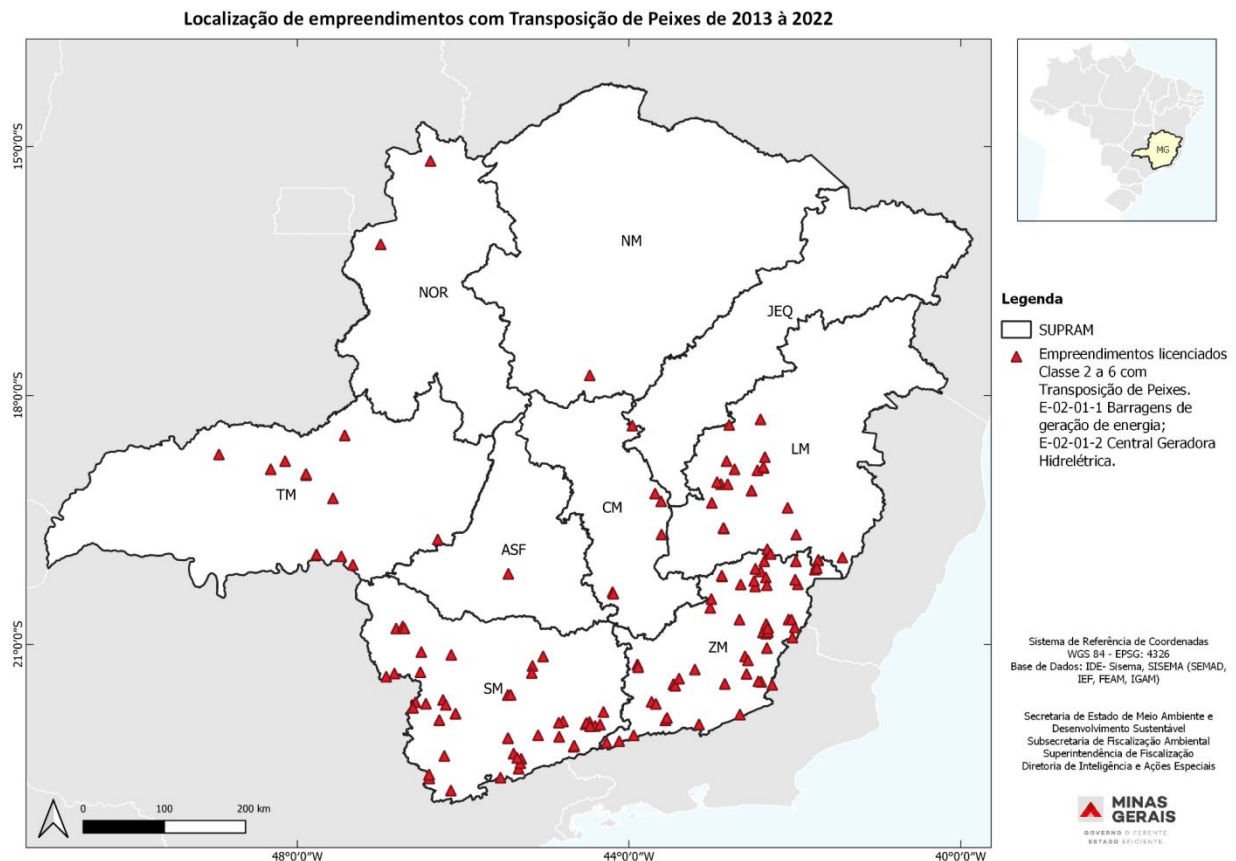 Localização de empreendimentos com Transposição de Peixes de 2013 à 2022
15°0'0"S
18°0'0"S
21°0'0"S
NOR
NM
JEQ
TM
ASF
CM
LM
SM
ZM
0 100 200 km
48°0'0"W
44°0'0"W
40°0'0"W
MG
Legenda
SUPRAM
Empreendimentos licenciados
Classe 2 a 6 com
Transposição de Peixes.
E-02-01-1 Barragens de
geração de energia;
E-02-01-2 Central Geradora
Hidrelétrica.
Sistema de Referência de Coordenadas
WGS 84 - EPSG: 4326
Base de Dados: IDE- Sisema, SISEMA (SEMAD,
IEF, FEAM, IGAM)
Secretaria de Estado de Meio Ambiente e
Desenvolvimento Sustentável
Subsecretaria de Fiscalização Ambiental
Superintendência de Fiscalização
Diretoria de Inteligência e Ações Especiais
MINAS
GERAIS
GOVERNO DIFERENTE.
ESTADO EFICIENTE.